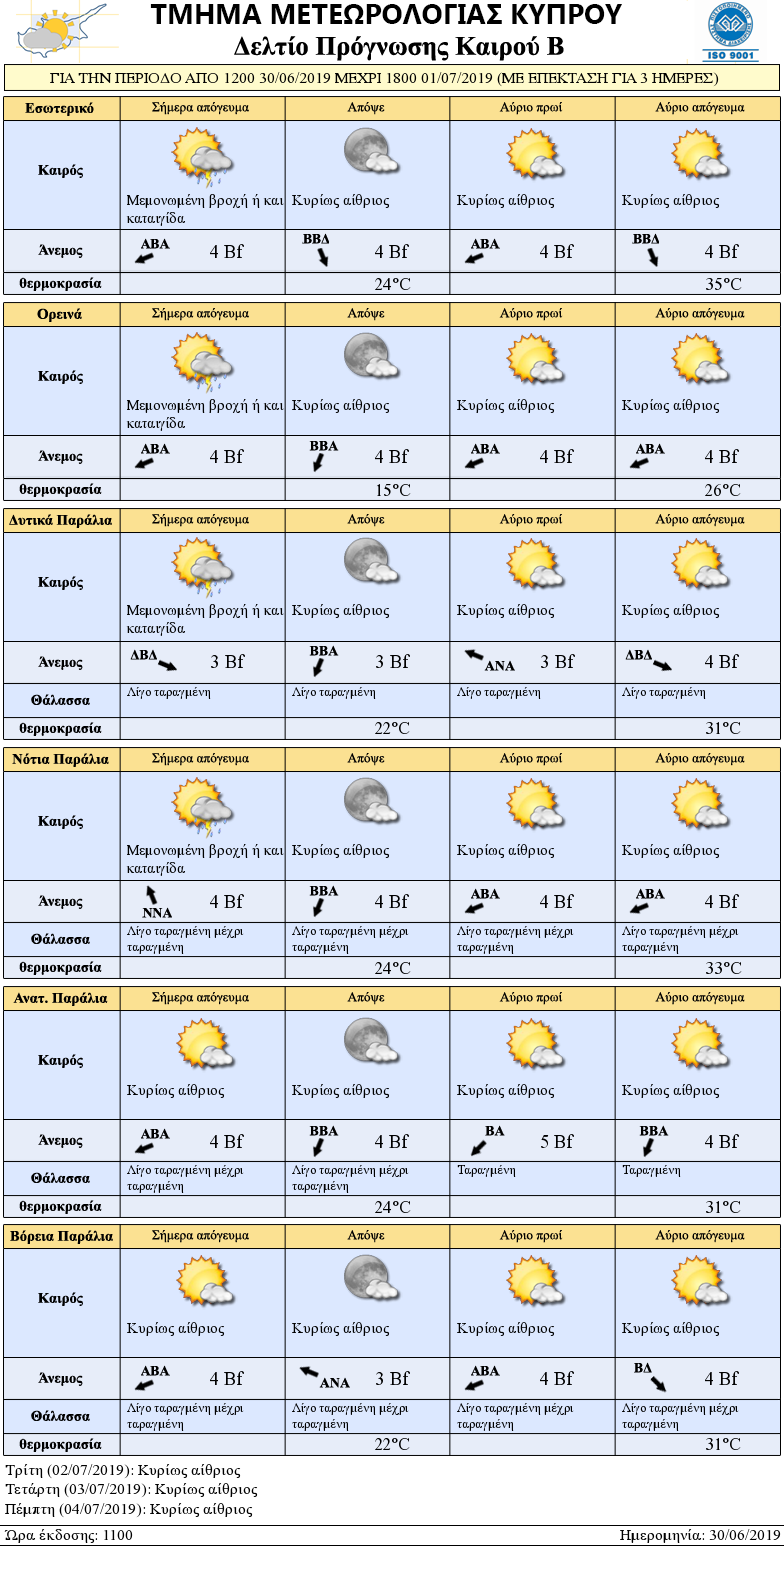 ΤΜΗΜΑ ΜΕΤΕΩΡΟΛΟΓΙΑΣ ΚΥΠΡΟΥ
Δελτίο Πρόγνωσης Καιρού Β
ISO 9001
ΓΙΑ ΤΗΝ ΠΕΡΙΟΔΟ ΑΠΟ 1200 30/06/2019 ΜΕΧΡΙ 1800 01/07/2019 (ΜΕ ΕΠΕΚΤΑΣΗ ΓΙΑ 3 ΗΜΕΡΕΣ)
Εσωτερικό Σήμερα απόγευμα Απόψε Αύριο πρωί Αύριο απόγευμα
Καιρός
Μεμονωμένη βροχή ή και Κυρίως αίθριος Κυρίως αίθριος Κυρίως αίθριος
καταιγίδα
Άνεμος ΑΒΑ 4 Bf ΒΒΔ 4 Bf ΑΒΑ 4 Bf ΒΒΔ 4 Bf
θερμοκρασία 24°C 35°C
Ορεινά Σήμερα απόγευμα Απόψε Αύριο πρωί Αύριο απόγευμα
Καιρός
Μεμονωμένη βροχή ή και Κυρίως αίθριος Κυρίως αίθριος Κυρίως αίθριος
καταιγίδα
Άνεμος ΑΒΑ 4 Bf ΒΒΑ 4 Bf ΑΒΑ 4 Bf ΑΒΑ 4 Bf
θερμοκρασία 15°C 26°C
Δυτικά Παράλια Σήμερα απόγευμα Απόψε Αύριο πρωί Αύριο απόγευμα
Καιρός
Μεμονωμένη βροχή ή και Κυρίως αίθριος Κυρίως αίθριος Κυρίως αίθριος
καταιγίδα
Άνεμος ΔΒΔ 3 Bf ΒΒΑ 3 Bf ΑΝΑ 3 Bf ΔΒΔ 4 Bf
Θάλασσα Λίγο ταραγμένη Λίγο ταραγμένη Λίγο ταραγμένη Λίγο ταραγμένη
θερμοκρασία 22°C 31°C
Νότια Παράλια Σήμερα απόγευμα Απόψε Αύριο πρωί Αύριο απόγευμα
Καιρός
Μεμονωμένη βροχή ή και Κυρίως αίθριος Κυρίως αίθριος Κυρίως αίθριος
καταιγίδα
Άνεμος ΝΝΑ 4 Bf ΒΒΑ 4 Bf ΑΒΑ 4 Bf ΑΒΑ 4 Bf
Θάλασσα Λίγο ταραγμένη μέχρι Λίγο ταραγμένη μέχρι Λίγο ταραγμένη μέχρι Λίγο ταραγμένη μέχρι
ταραγμένη ταραγμένη ταραγμένη ταραγμένη
θερμοκρασία 24°C 33°C
Ανατ. Παράλια Σήμερα απόγευμα Απόψε Αύριο πρωί Αύριο απόγευμα
Καιρός
Κυρίως αίθριος Κυρίως αίθριος Κυρίως αίθριος Κυρίως αίθριος
Άνεμος ΑΒΑ 4 Bf ΒΒΑ 4 Bf ΒΑ 5 Bf ΒΒΑ 4 Bf
Θάλασσα Λίγο ταραγμένη μέχρι Λίγο ταραγμένη μέχρι Ταραγμένη Ταραγμένη
ταραγμένη ταραγμένη
θερμοκρασία 24°C 31°C
Βόρεια Παράλια Σήμερα απόγευμα Απόψε Αύριο πρωί Αύριο απόγευμα
Καιρός
Κυρίως αίθριος Κυρίως αίθριος Κυρίως αίθριος Κυρίως αίθριος
Άνεμος ΑΒΑ 4 Bf ΑΝΑ 3 Bf ΑΒΑ 4 Bf ΒΔ 4 Bf
Θάλασσα Λίγο ταραγμένη μέχρι Λίγο ταραγμένη μέχρι Λίγο ταραγμένη μέχρι Λίγο ταραγμένη μέχρι
ταραγμένη ταραγμένη ταραγμένη ταραγμένη
θερμοκρασία 22°C 31°C
Τρίτη (02/07/2019): Κυρίως αίθριος
Τετάρτη (03/07/2019): Κυρίως αίθριος
Πέμπτη (04/07/2019): Κυρίως αίθριος
Ώρα έκδοσης: 1100 Ημερομηνία: 30/06/2019